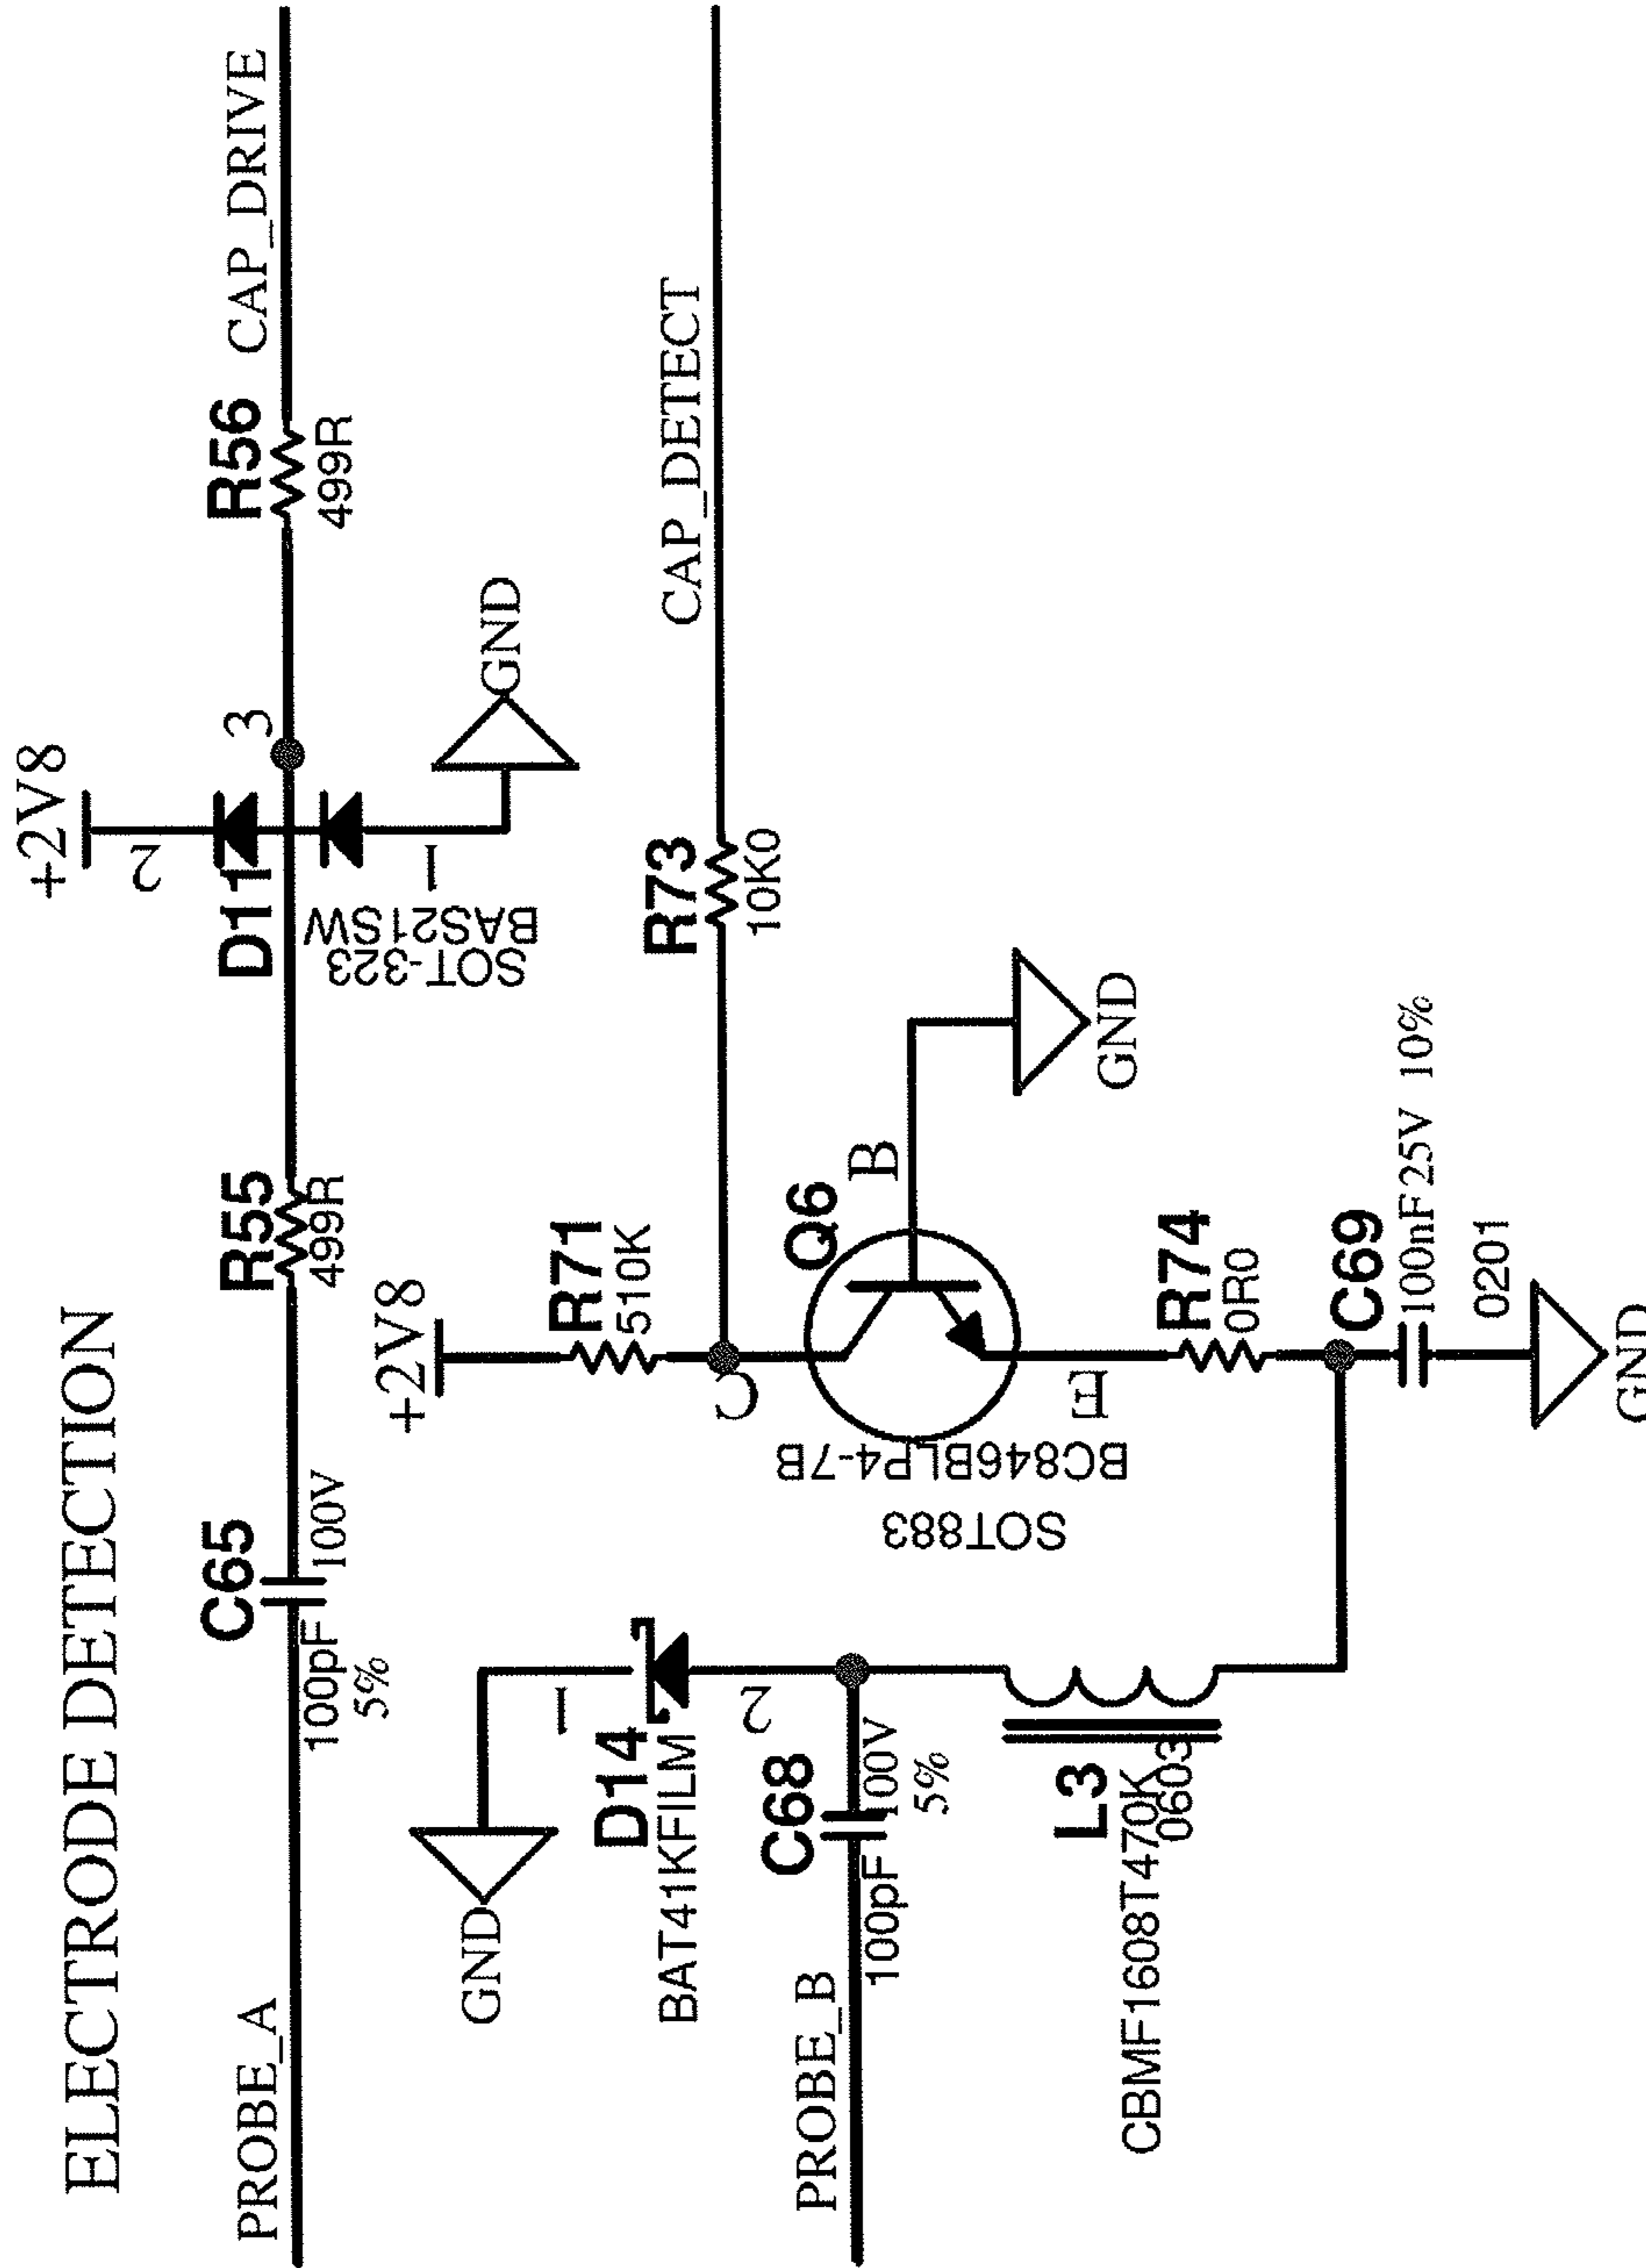 ELECTRODE DETECTION
+2V8
2
PROBE_A
C65
100pF
100V
5%
R55
499R
D11
3
BAS21SW
SOT-323
1
GND
R56
499R
CAP_DRIVE
+2V8
R71
510K
C
R73
10K0
CAP_DETECT
GND
1
D14
BAT41KFILM
2
PROBE_B
C68
100pF
100V
5%
Q6
B
GND
E
BC846BLP4-7B
SOT883
L3
CBMF1608T470K
0603
R74
0R0
C69
100nF 25V 10%
0201
GND